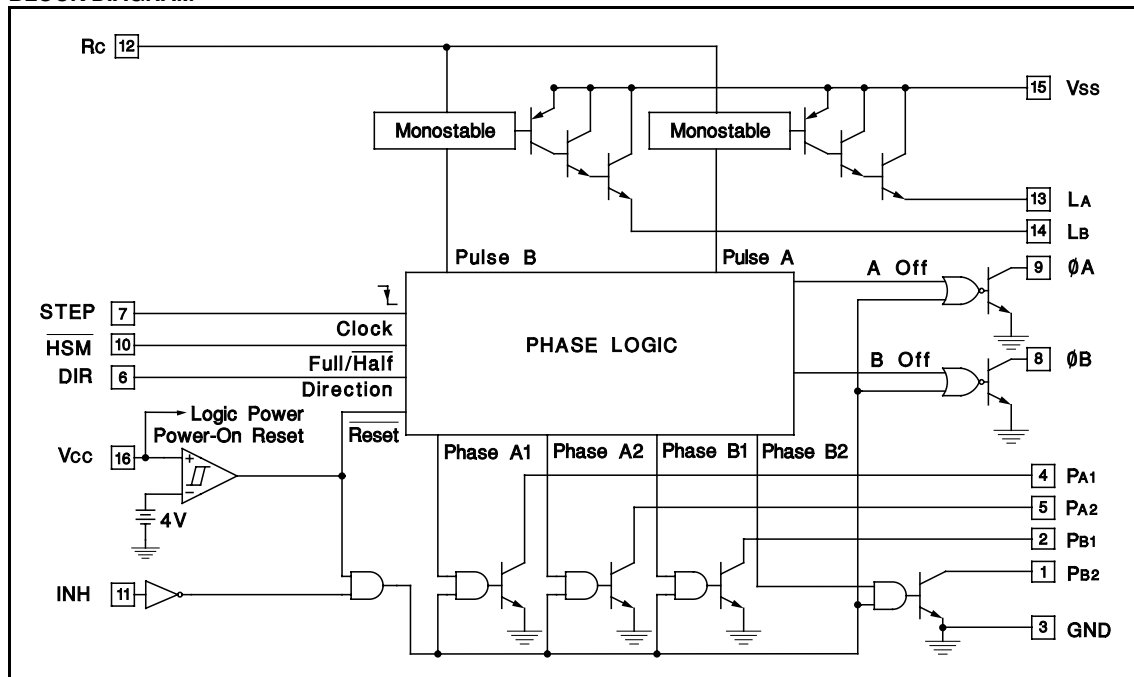 RC 12
15 VSS
Monostable
Monostable
13 LA
14 LB
Pulse B
Pulse A
A Off
9 ØA
STEP 7
Clock
HSM 10
PHASE LOGIC
B Off
8 ØB
Full/Half
DIR 6
Direction
Logic Power
Power-On Reset
Reset
VCC 16
+
−
4V
Phase A1
Phase A2
Phase B1
Phase B2
4 PA1
5 PA2
2 PB1
1 PB2
INH 11
3 GND